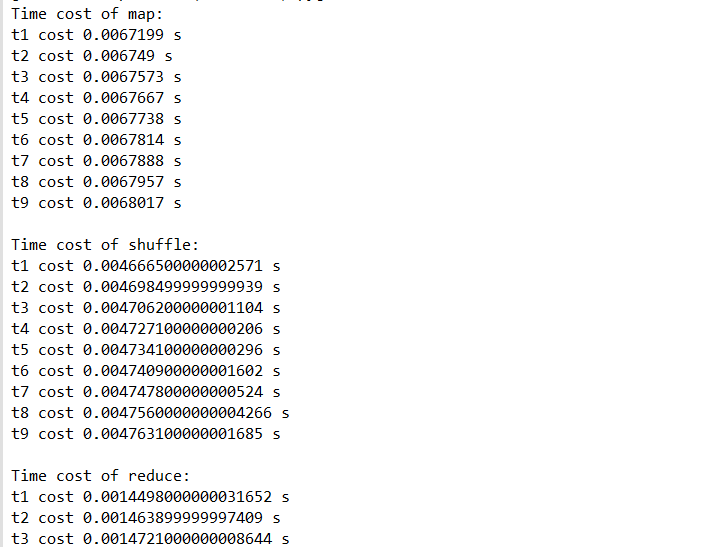 Time cost of map:
t1 cost 0.0067199 s
t2 cost 0.006749 s
t3 cost 0.0067573 s
t4 cost 0.0067667 s
t5 cost 0.0067738 s
t6 cost 0.0067814 s
t7 cost 0.0067888 s
t8 cost 0.0067957 s
t9 cost 0.0068017 s
Time cost of shuffle:
t1 cost 0.004666500000002571 s
t2 cost 0.004698499999999939 s
t3 cost 0.004706200000001104 s
t4 cost 0.004727100000000206 s
t5 cost 0.004734100000000296 s
t6 cost 0.004740900000001602 s
t7 cost 0.004747800000000524 s
t8 cost 0.0047560000000004266 s
t9 cost 0.004763100000001685 s
Time cost of reduce:
t1 cost 0.0014498000000031652 s
t2 cost 0.001463899999997409 s
t3 cost 0.0014721000000008644 s